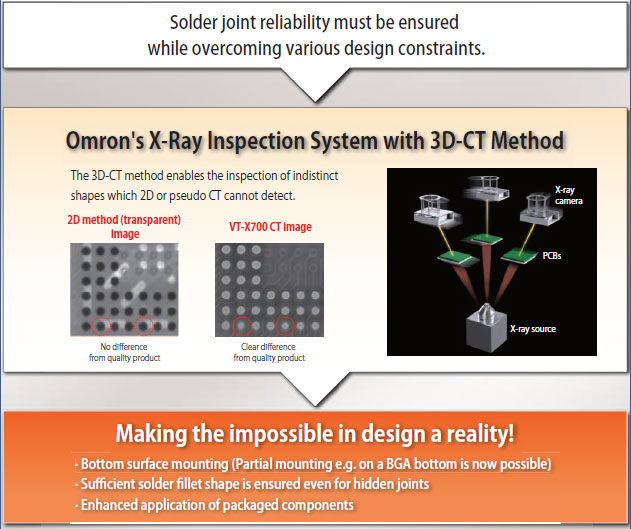 Solder joint reliability must be ensured
while overcoming various design constraints.
Omron's X-Ray Inspection System with 3D-CT Method
The 3D-CT method enables the inspection of indistinct
shapes which 2D or pseudo CT cannot detect.
2D method (transparent)
Image
VT-X700 CT Image
No difference
from quality product
Clear difference
from quality product
X-ray
camera
PCBs
X-ray source
Making the impossible in design a reality!
· Bottom surface mounting (Partial mounting e.g. on a BGA bottom is now possible)
· Sufficient solder fillet shape is ensured even for hidden joints
· Enhanced application of packaged components